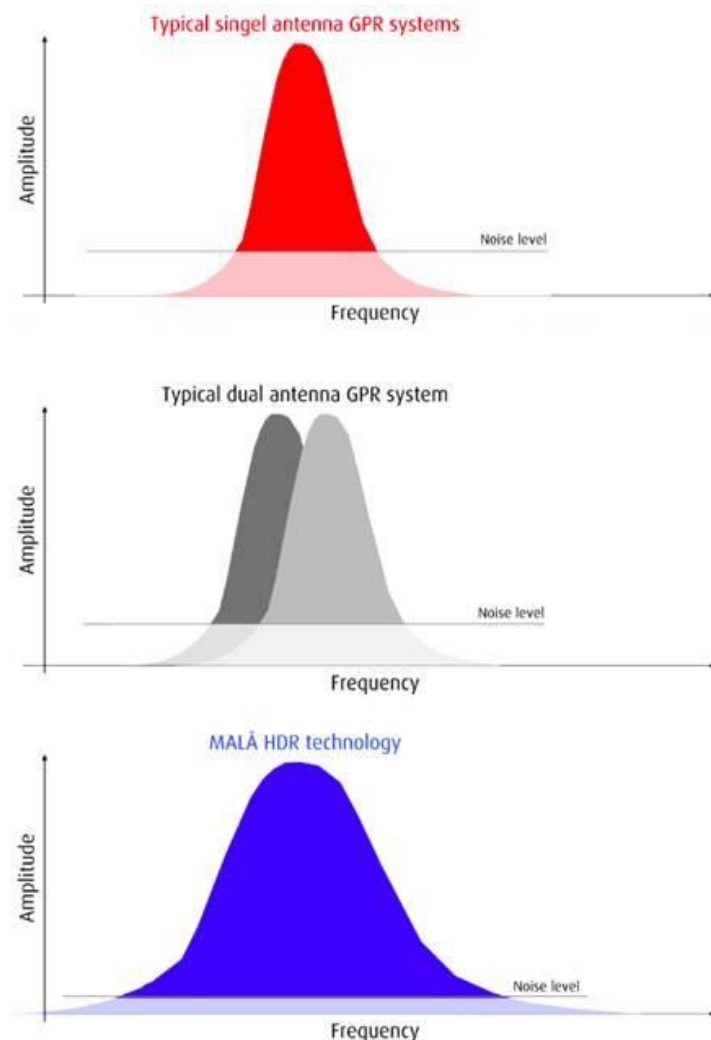 Typical singel antenna GPR systems
Amplitude
Noise level
Frequency
Typical dual antenna GPR system
Amplitude
Noise level
Frequency
MALÅ HDR technology
Amplitude
Noise level
Frequency